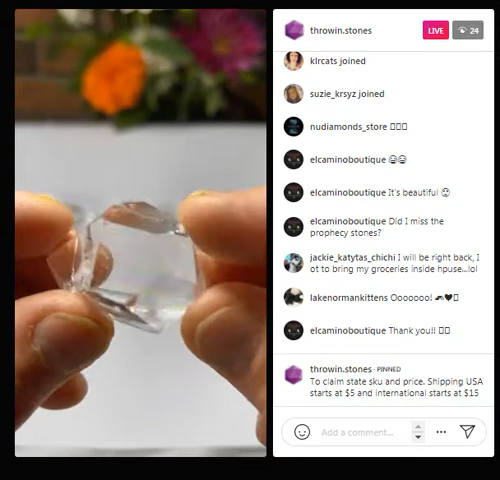 throwin.stones LIVE 24
klrcats joined
suzie_krsyz joined
nudiamonds_store
elcaminoboutique
elcaminoboutique It's beautiful
elcaminoboutique Did I miss the
prophecy stones?
jackie_katytas_chichi I will be right back, I
ot to bring my groceries inside hpuse...lol
lakenormankittens Ooooooo!
elcaminoboutique Thank you!!
throwin.stones · PINNED
To claim state sku and price. Shipping USA
starts at $5 and international starts at $15
Add a comment...